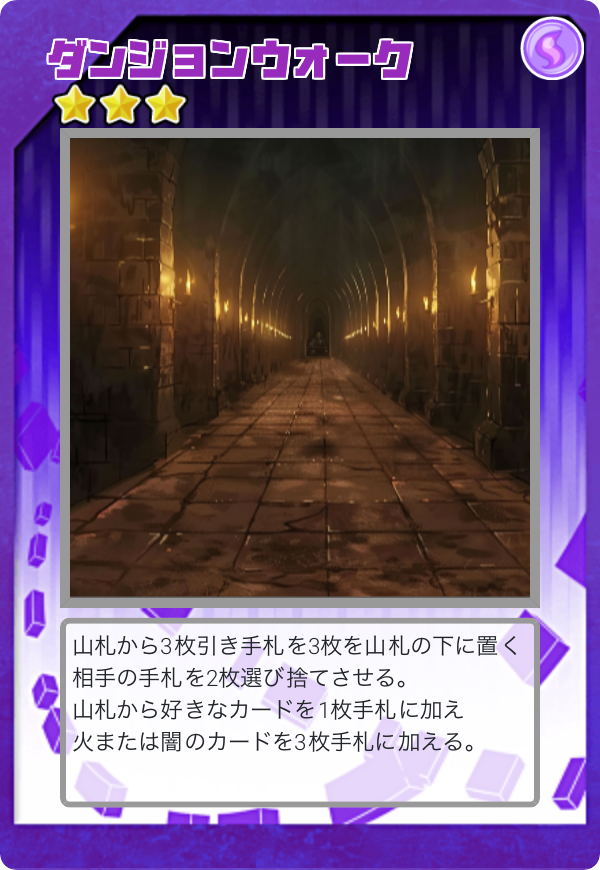 ダンジョンウォーク
山札から3枚引き手札を3枚を山札の下に置く
相手の手札を2枚選び捨てさせる。
山札から好きなカードを1枚手札に加え
火または闇のカードを3枚手札に加える。